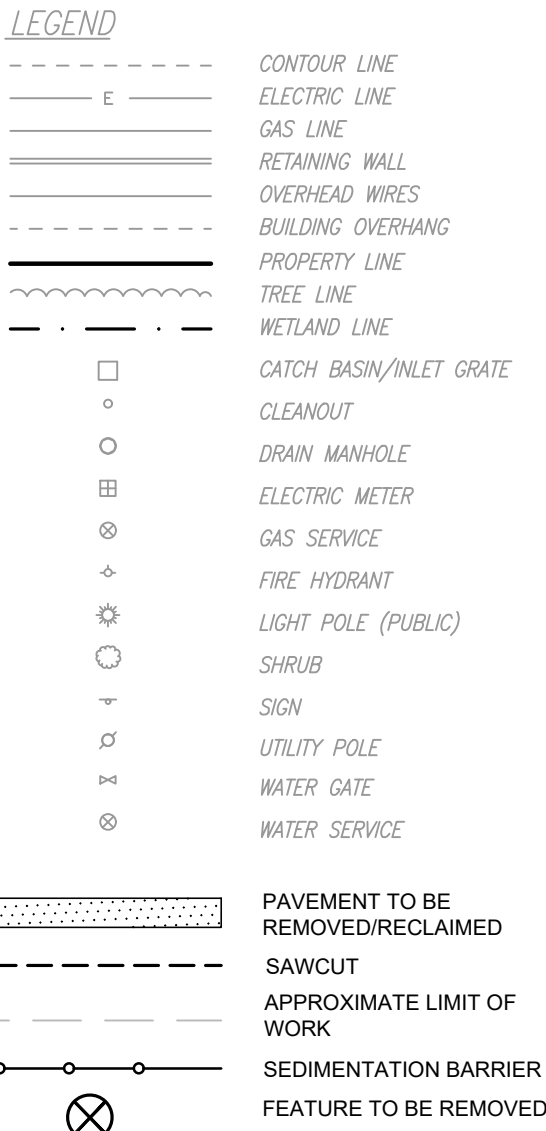 LEGEND
CONTOUR LINE
E
ELECTRIC LINE
GAS LINE
RETAINING WALL
OVERHEAD WIRES
BUILDING OVERHANG
PROPERTY LINE
TREE LINE
WETLAND LINE
CATCH BASIN/INLET GRATE
CLEANOUT
DRAIN MANHOLE
ELECTRIC METER
GAS SERVICE
FIRE HYDRANT
LIGHT POLE (PUBLIC)
SHRUB
SIGN
UTILITY POLE
WATER GATE
WATER SERVICE
PAVEMENT TO BE
REMOVED/RECLAIMED
SAWCUT
APPROXIMATE LIMIT OF
WORK
SEDIMENTATION BARRIER
FEATURE TO BE REMOVED